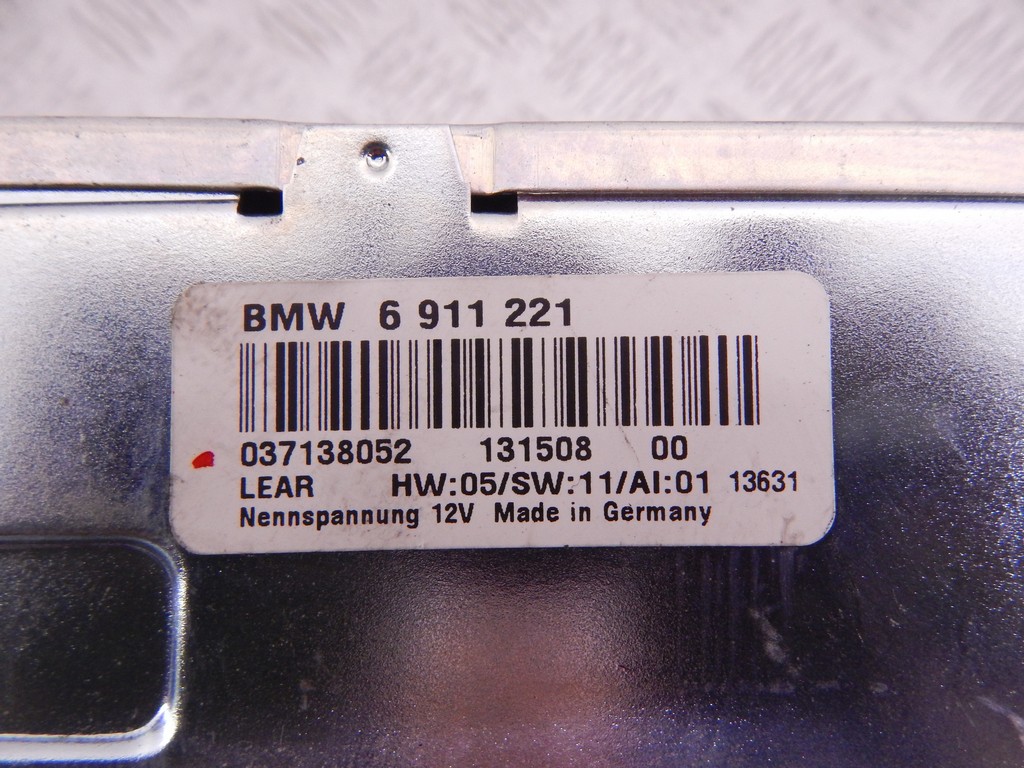 BMW 6 911 221
037138052 131508 00
LEAR HW:05/SW:11/AI:01 13631
Nennspannung 12V Made in Germany